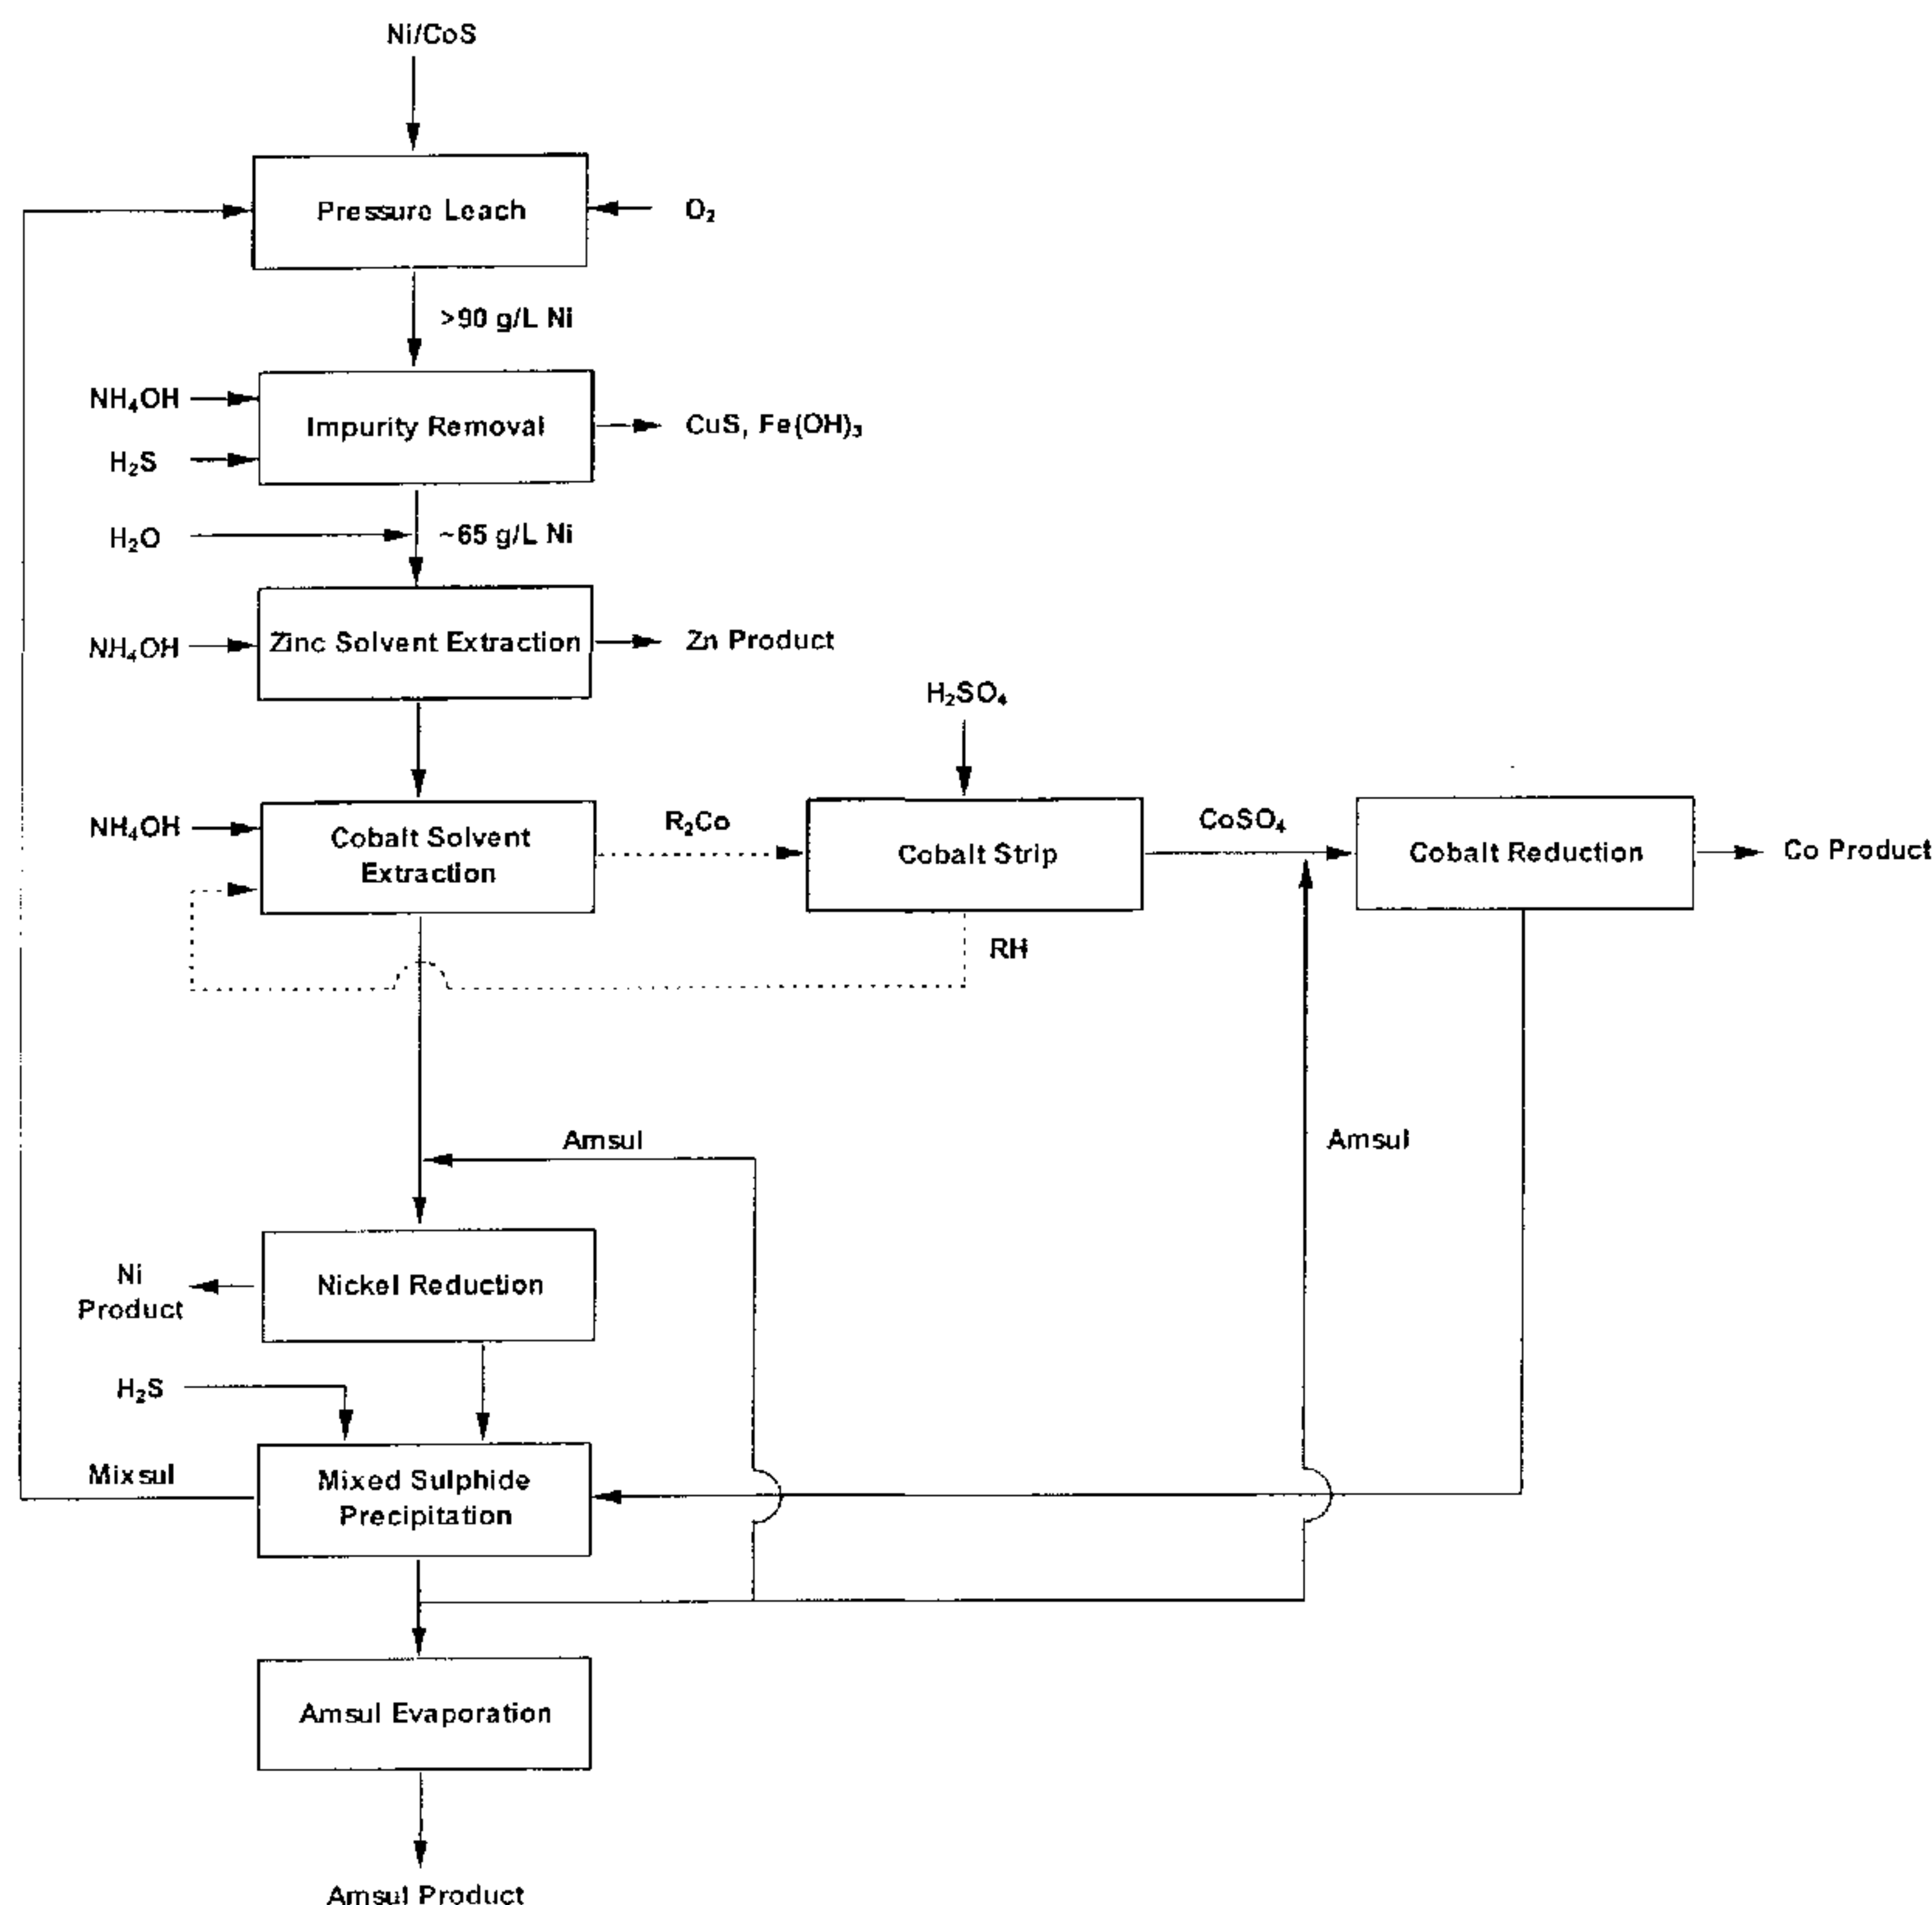 Ni/CoS
Pressure Leach
O₂
>90 g/L Ni
NH₄OH
Impurity Removal
CuS, Fe(OH)₃
H₂S
H₂O
~65 g/L Ni
NH₄OH
Zinc Solvent Extraction
Zn Product
H₂SO₄
NH₄OH
Cobalt Solvent
Extraction
R₂Co
Cobalt Strip
CoSO₄
Cobalt Reduction
Co Product
RH
Amsul
Amsul
Ni
Product
Nickel Reduction
H₂S
Mixsul
Mixed Sulphide
Precipitation
Amsul Evaporation
Amsul Product